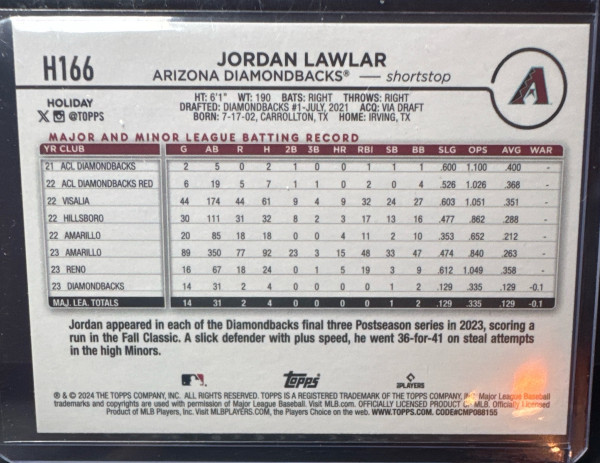 H166
JORDAN LAWLAR
ARIZONA DIAMONDBACKS® — shortstop
A
HOLIDAY
X @TOPPS
HT: 6'1" WT: 190 BATS: RIGHT THROWS: RIGHT
DRAFTED: DIAMONDBACKS #1-JULY, 2021 ACQ: VIA DRAFT
BORN: 7-17-02, CARROLLTON, TX HOME: IRVING, TX
MAJOR AND MINOR LEAGUE BATTING RECORD
YR CLUB G AB R H 2B 3B HR RBI SB BB SLG OPS AVG WAR
21 ACL DIAMONDBACKS 2 5 0 2 1 0 0 1 1 1 .600 1.100 .400 -
22 ACL DIAMONDBACKS RED 6 19 5 7 1 1 0 2 0 4 .526 1.026 .368 -
22 VISALIA 44 174 44 61 9 4 9 32 24 27 .603 1.051 .351 -
22 HILLSBORO 30 111 31 32 8 2 3 17 13 16 .477 .862 .288 -
22 AMARILLO 20 85 18 18 0 0 4 11 2 10 .353 .652 .212 -
23 AMARILLO 89 350 77 92 23 3 15 48 33 47 .474 .840 .263 -
23 RENO 16 67 18 24 0 1 5 19 3 9 .612 1.049 .358 -
23 DIAMONDBACKS 14 31 2 4 0 0 0 0 1 2 .129 .335 .129 -0.1
MAJ. LEA. TOTALS 14 31 2 4 0 0 0 0 1 2 .129 .335 .129 -0.1
Jordan appeared in each of the Diamondbacks final three Postseason series in 2023, scoring a
run in the Fall Classic. A slick defender with plus speed, he went 36-for-41 on steal attempts
in the high Minors.
Topps
PLAYERS
® & © 2024 THE TOPPS COMPANY, INC. ALL RIGHTS RESERVED. TOPPS IS A REGISTERED TRADEMARK OF THE TOPPS COMPANY, INC. Major League Baseball
trademarks and copyrights are used with permission of Major League Baseball. Visit MLB.com. OFFICIALLY LICENSED PRODUCT OF MLB. Officially Licensed
Product of MLB Players, Inc. Visit MLBPLAYERS.COM, the Players Choice on the web. WWW.TOPPS.COM. CODE#CMP088155